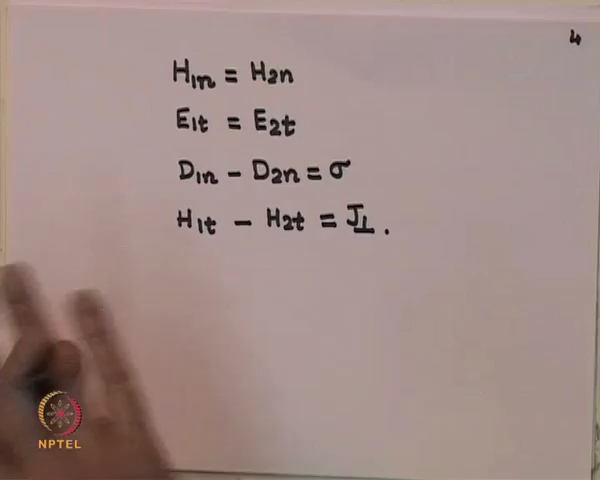 4
H₁ₙ = H₂ₙ
E₁ₜ = E₂ₜ
D₁ₙ - D₂ₙ = σ
H₁ₜ - H₂ₜ = J⊥.
NPTEL